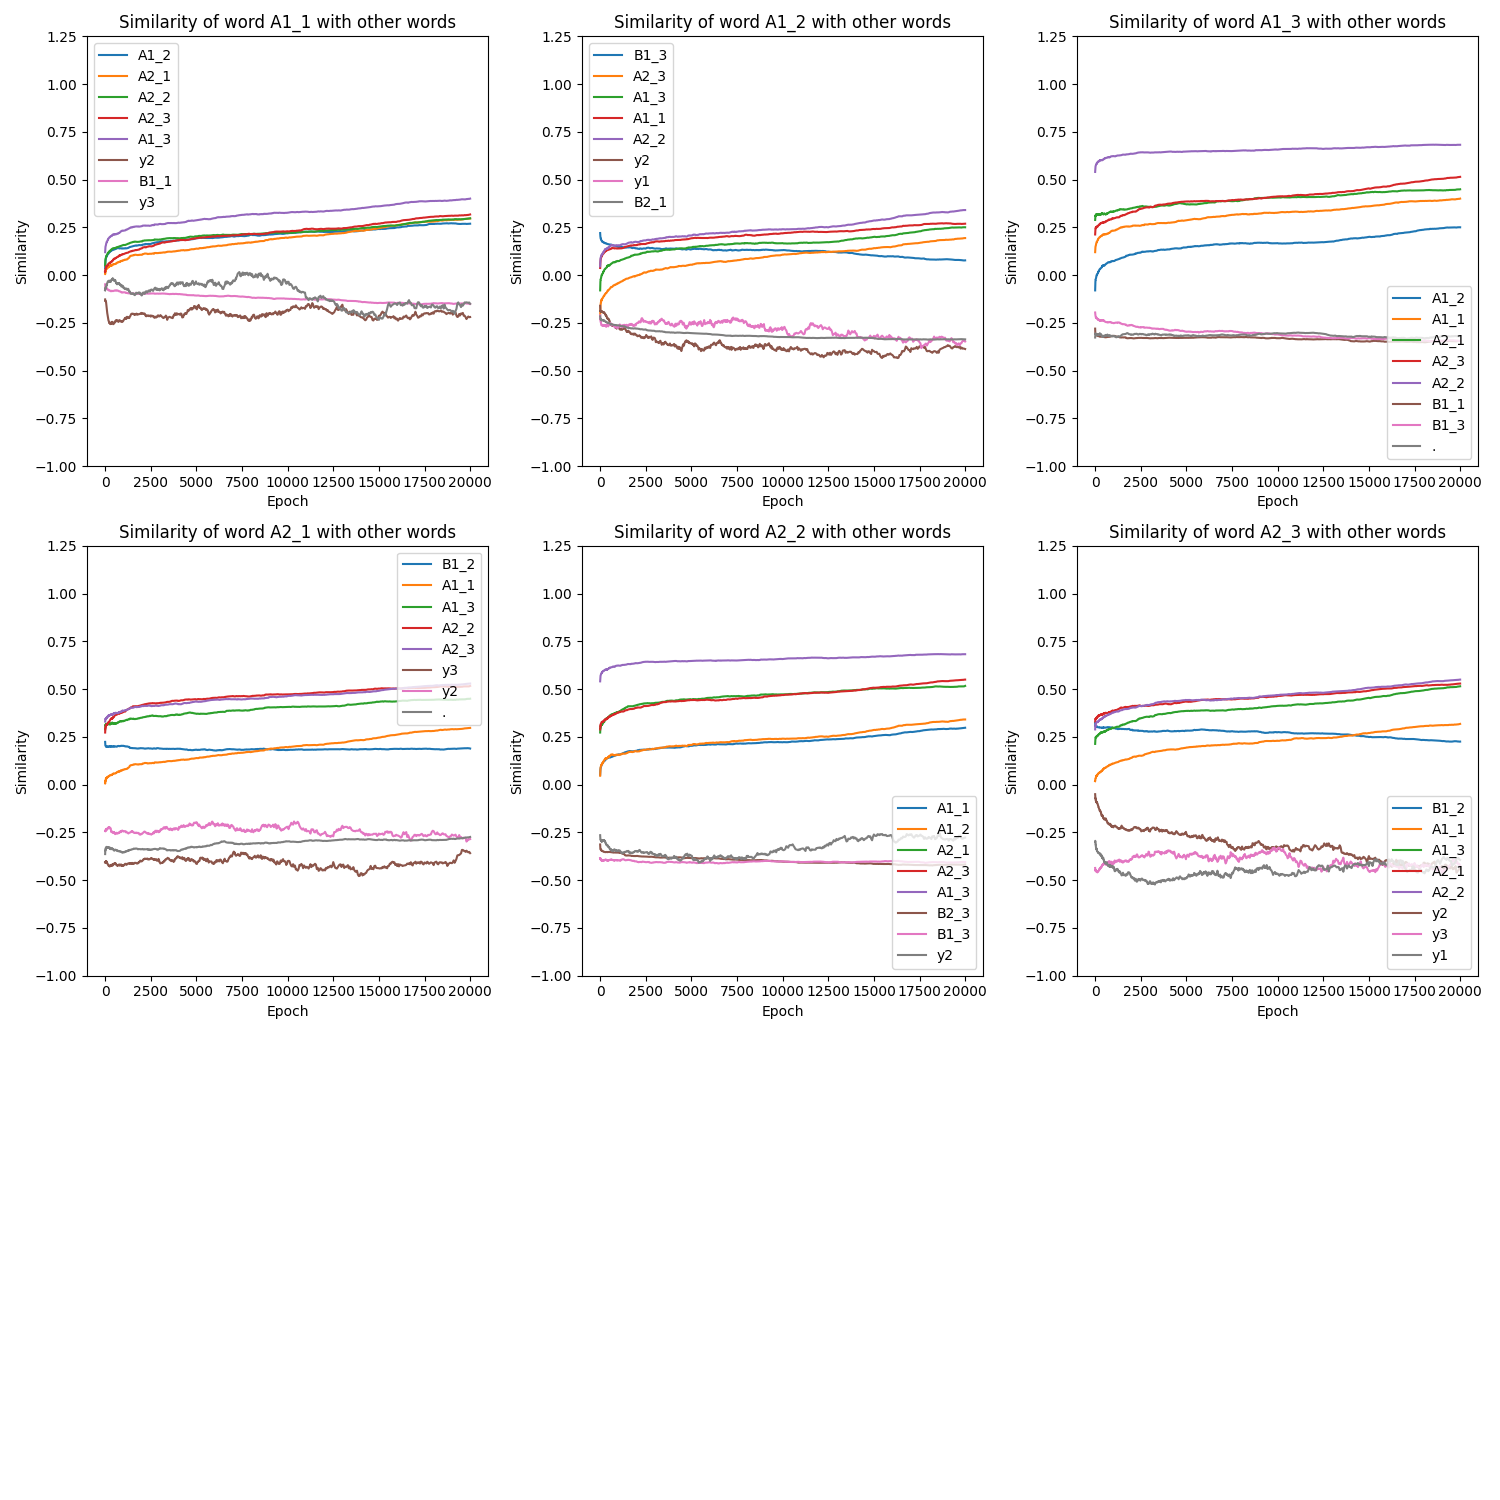 Similarity of word A1_1 with other words
1.25
1.00
0.75
0.50
0.25
0.00
−0.25
−0.50
−0.75
−1.00
Similarity
A1_2
A2_1
A2_2
A2_3
A1_3
y2
B1_1
y3
0 2500 5000 7500 10000 12500 15000 17500 20000
Epoch
Similarity of word A1_2 with other words
1.25
1.00
0.75
0.50
0.25
0.00
−0.25
−0.50
−0.75
−1.00
Similarity
B1_3
A2_3
A1_3
A1_1
A2_2
y2
y1
B2_1
0 2500 5000 7500 10000 12500 15000 17500 20000
Epoch
Similarity of word A1_3 with other words
1.25
1.00
0.75
0.50
0.25
0.00
−0.25
−0.50
−0.75
−1.00
Similarity
A1_2
A1_1
A2_1
A2_3
A2_2
B1_1
B1_3
.
0 2500 5000 7500 10000 12500 15000 17500 20000
Epoch
Similarity of word A2_1 with other words
1.25
1.00
0.75
0.50
0.25
0.00
−0.25
−0.50
−0.75
−1.00
Similarity
B1_2
A1_1
A1_3
A2_2
A2_3
y3
y2
.
0 2500 5000 7500 10000 12500 15000 17500 20000
Epoch
Similarity of word A2_2 with other words
1.25
1.00
0.75
0.50
0.25
0.00
−0.25
−0.50
−0.75
−1.00
Similarity
A1_1
A1_2
A2_1
A2_3
A1_3
B2_3
B1_3
y2
0 2500 5000 7500 10000 12500 15000 17500 20000
Epoch
Similarity of word A2_3 with other words
1.25
1.00
0.75
0.50
0.25
0.00
−0.25
−0.50
−0.75
−1.00
Similarity
B1_2
A1_1
A1_3
A2_1
A2_2
y2
y3
y1
0 2500 5000 7500 10000 12500 15000 17500 20000
Epoch